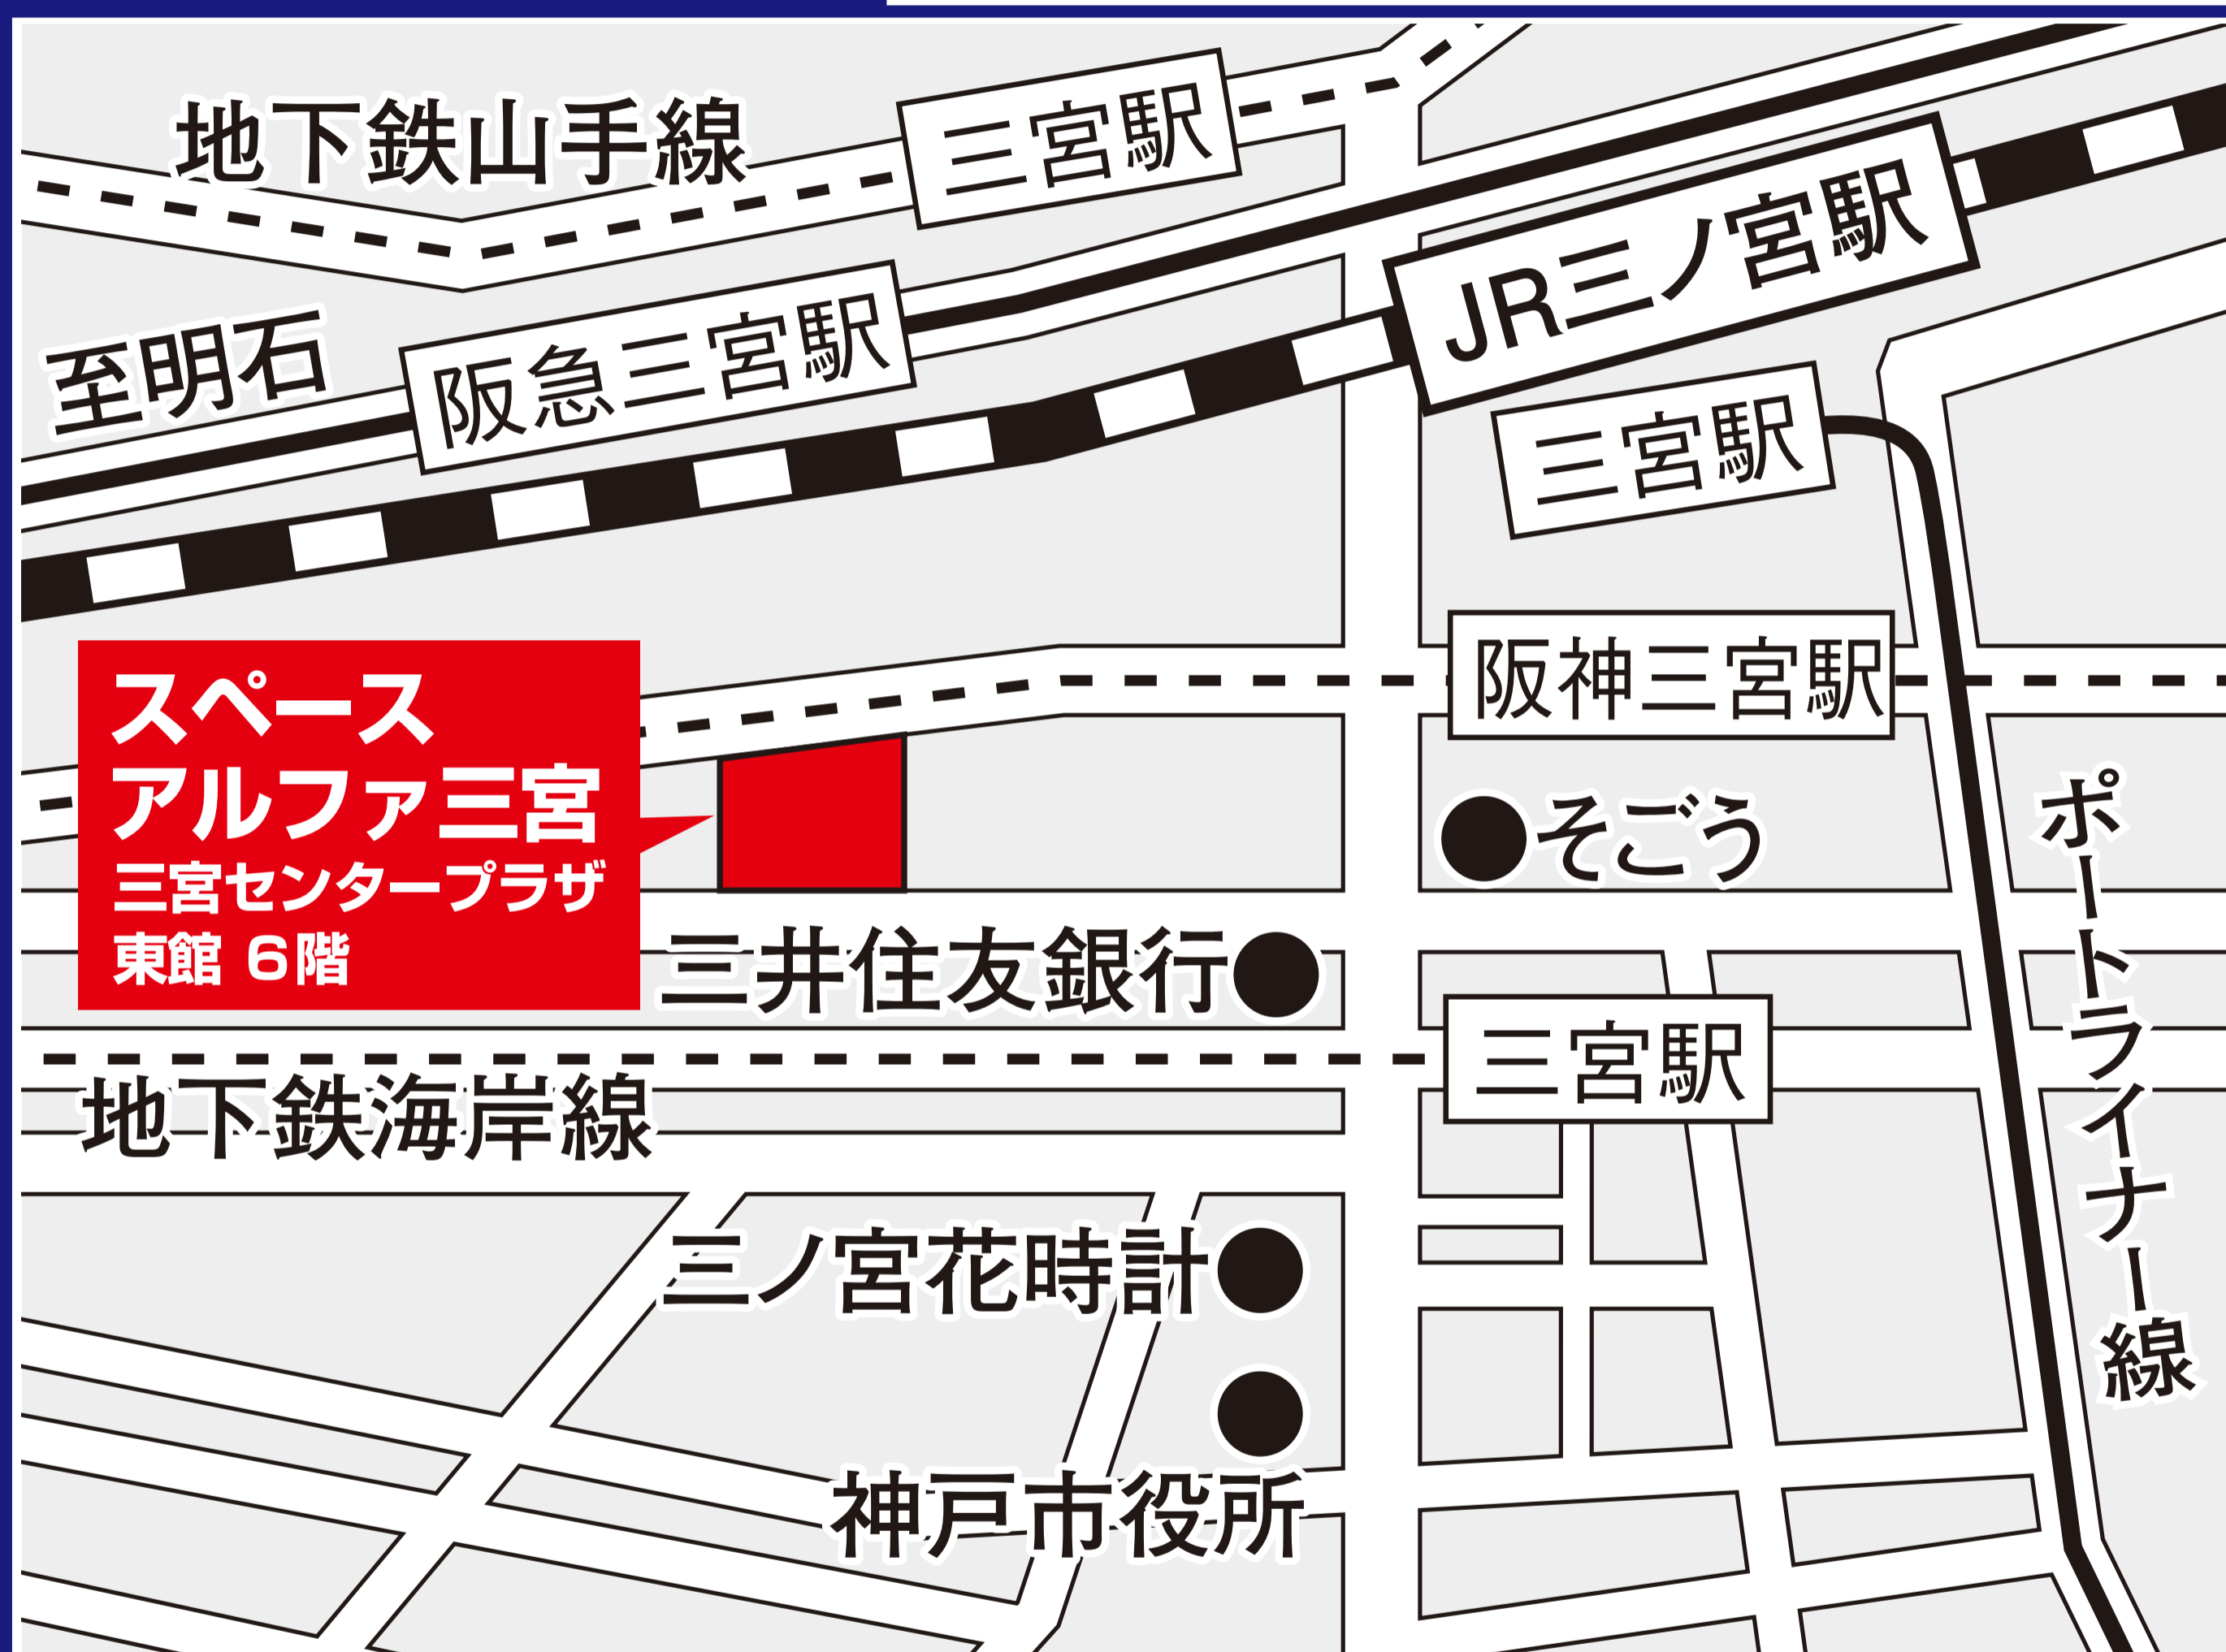 地下鉄山手線
三宮駅
至明石
阪急三宮駅
JR三ノ宮駅
三宮駅
阪神三宮駅
スペース
アルファ三宮
三宮センタープラザ
東館 6階
そごう
ポートライナー線
三井住友銀行
三宮駅
地下鉄海岸線
三ノ宮花時計
神戸市役所